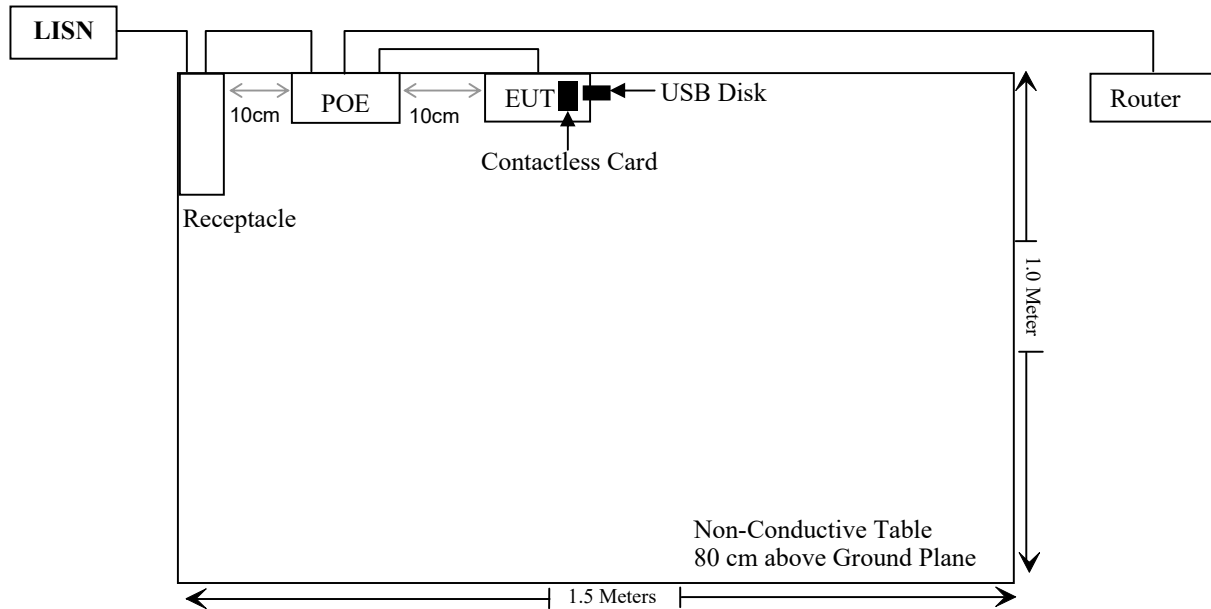 LISN
POE
EUT
USB Disk
Router
10cm
10cm
Contactless Card
Receptacle
1.0 Meter
Non-Conductive Table
80 cm above Ground Plane
1.5 Meters